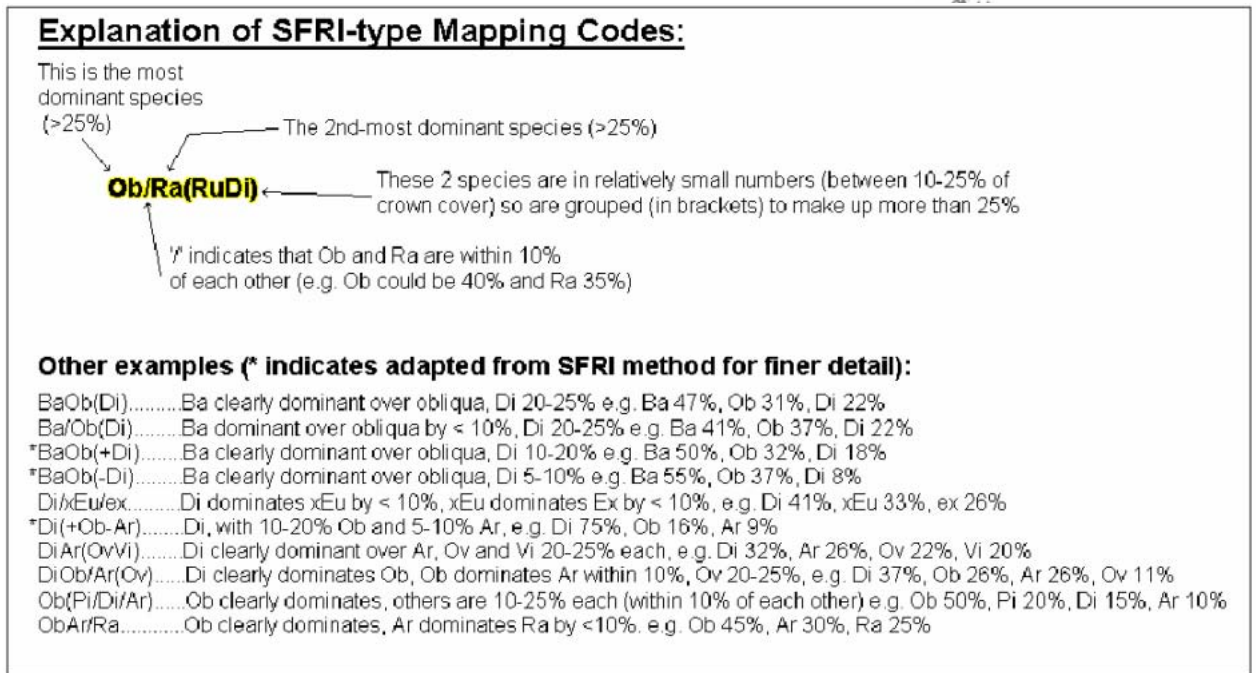 Explanation of SFRI-type Mapping Codes:
This is the most
dominant species
(>25%)
The 2nd-most dominant species (>25%)
Ob/Ra(RuDi)
These 2 species are in relatively small numbers (between 10-25% of
crown cover) so are grouped (in brackets) to make up more than 25%
'/' indicates that Ob and Ra are within 10%
of each other (e.g. Ob could be 40% and Ra 35%)
Other examples (* indicates adapted from SFRI method for finer detail):
BaOb(Di).........Ba clearly dominant over obliqua, Di 20-25% e.g. Ba 47%, Ob 31%, Di 22%
Ba/Ob(Di)........Ba dominant over obliqua by < 10%, Di 20-25% e.g. Ba 41%, Ob 37%, Di 22%
*BaOb(+Di).......Ba clearly dominant over obliqua, Di 10-20% e.g. Ba 50%, Ob 32%, Di 18%
*BaOb(-Di)........Ba clearly dominant over obliqua, Di 5-10% e.g. Ba 55%, Ob 37%, Di 8%
Di/xEu/ex.........Di dominates xEu by < 10%, xEu dominates Ex by < 10%, e.g. Di 41%, xEu 33%, ex 26%
*Di(+Ob-Ar).......Di, with 10-20% Ob and 5-10% Ar, e.g. Di 75%, Ob 16%, Ar 9%
DiAr(OvVi)........Di clearly dominant over Ar, Ov and Vi 20-25% each, e.g. Di 32%, Ar 26%, Ov 22%, Vi 20%
DiOb/Ar(Ov).....Di clearly dominates Ob, Ob dominates Ar within 10%, Ov 20-25%, e.g. Di 37%, Ob 26%, Ar 26%, Ov 11%
Ob(Pi/Di/Ar).....Ob clearly dominates, others are 10-25% each (within 10% of each other) e.g. Ob 50%, Pi 20%, Di 15%, Ar 10%
ObAr/Ra...........Ob clearly dominates, Ar dominates Ra by <10%. e.g. Ob 45%, Ar 30%, Ra 25%